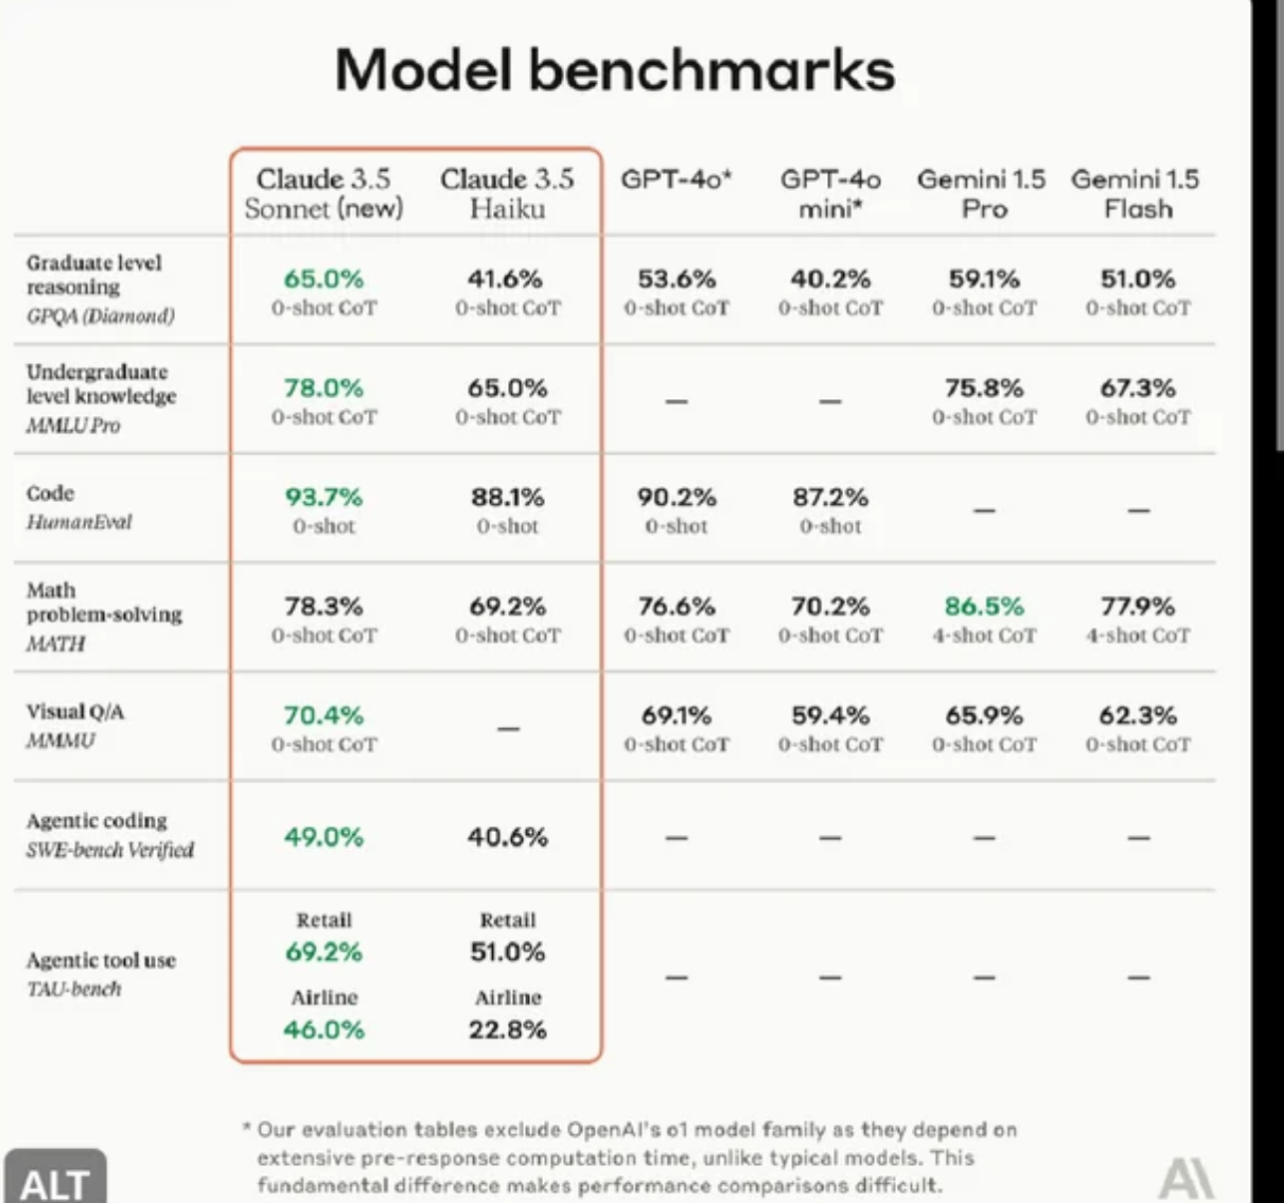 Model benchmarks
Claude 3.5 Claude 3.5 GPT-4o* GPT-4o Gemini 1.5 Gemini 1.5
Sonnet (new) Haiku mini* Pro Flash
Graduate level
reasoning
GPQA (Diamond)
65.0% 41.6% 53.6% 40.2% 59.1% 51.0%
0-shot CoT 0-shot CoT 0-shot CoT 0-shot CoT 0-shot CoT 0-shot CoT
Undergraduate
level knowledge
MMLU Pro
78.0% 65.0% — — 75.8% 67.3%
0-shot CoT 0-shot CoT 0-shot CoT 0-shot CoT
Code
HumanEval
93.7% 88.1% 90.2% 87.2% — —
0-shot 0-shot 0-shot 0-shot
Math
problem-solving
MATH
78.3% 69.2% 76.6% 70.2% 86.5% 77.9%
0-shot CoT 0-shot CoT 0-shot CoT 0-shot CoT 4-shot CoT 4-shot CoT
Visual Q/A
MMMU
70.4% — 69.1% 59.4% 65.9% 62.3%
0-shot CoT 0-shot CoT 0-shot CoT 0-shot CoT 0-shot CoT
Agentic coding
SWE-bench Verified
49.0% 40.6% — — — —
Agentic tool use
TAU-bench
Retail Retail
69.2% 51.0% — — — —
Airline Airline
46.0% 22.8%
* Our evaluation tables exclude OpenAI's o1 model family as they depend on
extensive pre-response computation time, unlike typical models. This
fundamental difference makes performance comparisons difficult.
ALT
A\